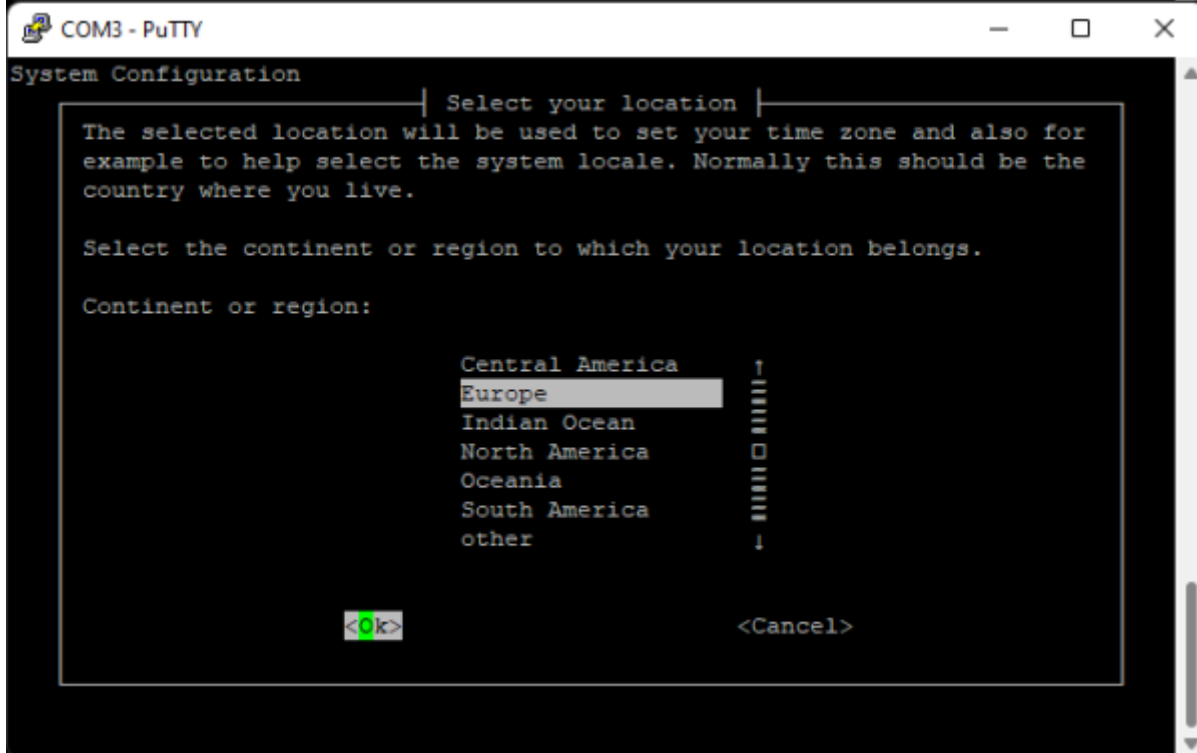 COM3 - PuTTY
System Configuration
Select your location
The selected location will be used to set your time zone and also for
example to help select the system locale. Normally this should be the
country where you live.
Select the continent or region to which your location belongs.
Continent or region:
Central America
Europe
Indian Ocean
North America
Oceania
South America
other
<Ok> <Cancel>